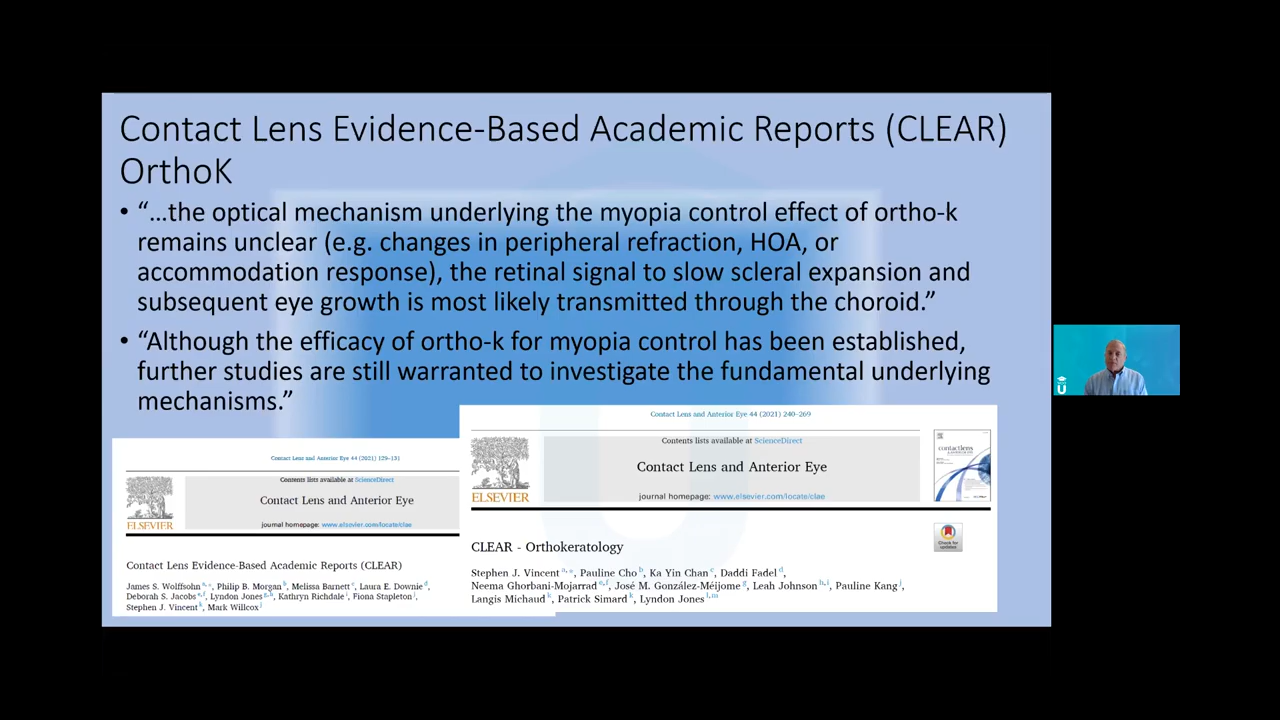 Contact Lens Evidence-Based Academic Reports (CLEAR)
OrthoK
• “…the optical mechanism underlying the myopia control effect of ortho-k
remains unclear (e.g. changes in peripheral refraction, HOA, or
accommodation response), the retinal signal to slow scleral expansion and
subsequent eye growth is most likely transmitted through the choroid.”
• “Although the efficacy of ortho-k for myopia control has been established,
further studies are still warranted to investigate the fundamental underlying
mechanisms.”
Contact Lens and Anterior Eye 44 (2021) 129–131
Contents lists available at ScienceDirect
Contact Lens and Anterior Eye
journal homepage: www.elsevier.com/locate/clae
ELSEVIER
Contact Lens Evidence-Based Academic Reports (CLEAR)
James S. Wolffsohn a,*, Philip B. Morgan b, Melissa Barnett c, Laura E. Downie d,
Deborah S. Jacobs e,f, Lyndon Jones g,h, Kathryn Richdale i, Fiona Stapleton j,
Stephen J. Vincent k, Mark Willcox j
Contact Lens and Anterior Eye 44 (2021) 240–269
Contents lists available at ScienceDirect
Contact Lens and Anterior Eye
journal homepage: www.elsevier.com/locate/clae
ELSEVIER
contact lens
Check for
updates
CLEAR - Orthokeratology
Stephen J. Vincent a,*, Pauline Cho b, Ka Yin Chan c, Daddi Fadel d,
Neema Ghorbani-Mojarrad e,f, José M. González-Méijome g, Leah Johnson h,i, Pauline Kang j,
Langis Michaud k, Patrick Simard k, Lyndon Jones l,m
U